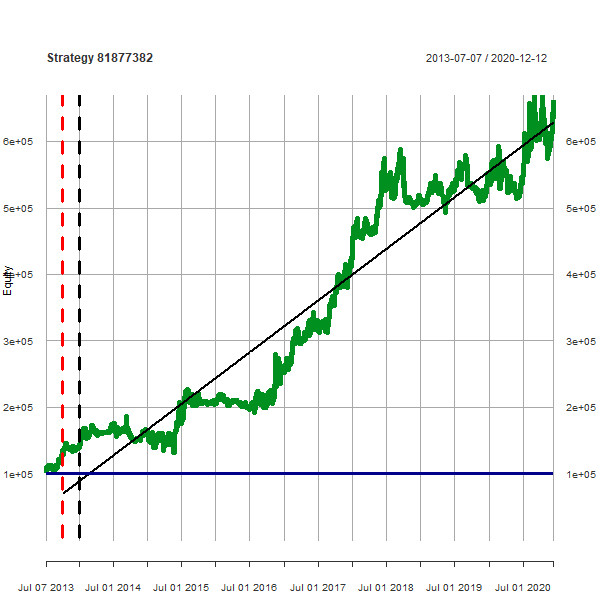 Strategy 81877382 2013-07-07 / 2020-12-12
6e+05 6e+05
5e+05 5e+05
Equity 4e+05 4e+05
3e+05 3e+05
2e+05 2e+05
1e+05 1e+05
Jul 07 2013 Jul 01 2014 Jul 01 2015 Jul 01 2016 Jul 01 2017 Jul 01 2018 Jul 01 2019 Jul 01 2020